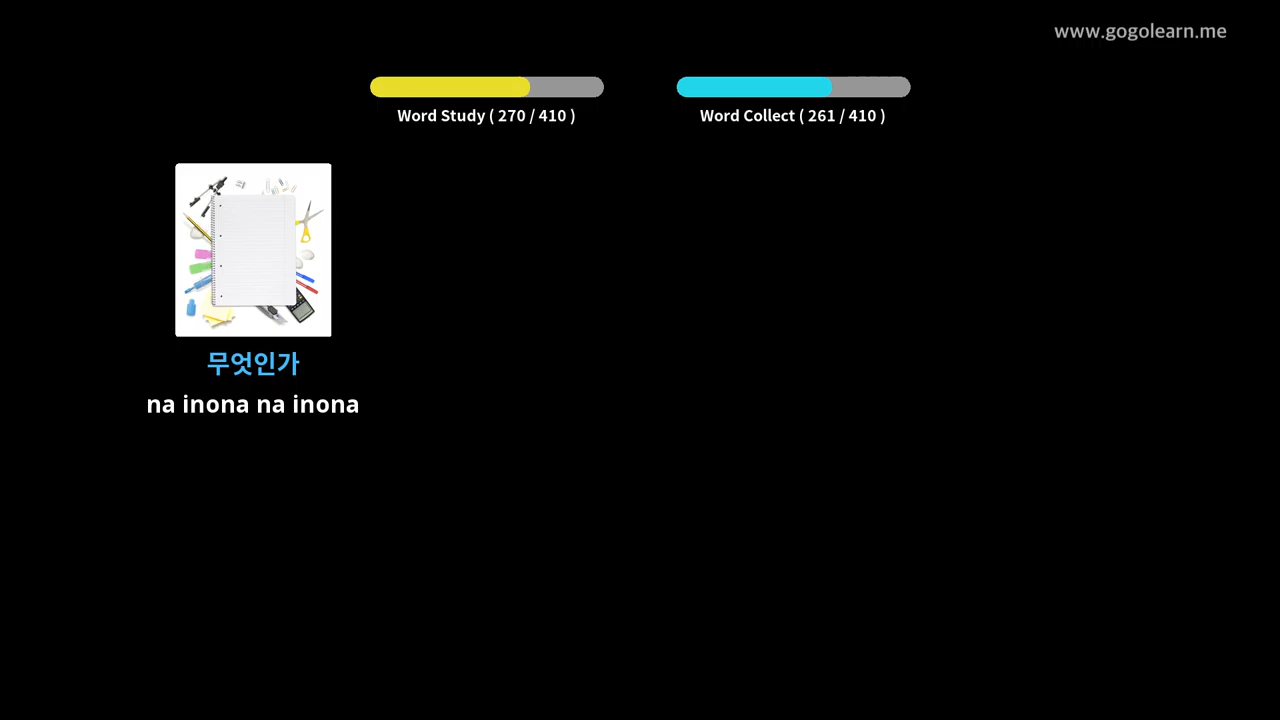 www.gogolearn.me
Word Study ( 270 / 410 )
Word Collect ( 261 / 410 )
무엇인가
na inona na inona